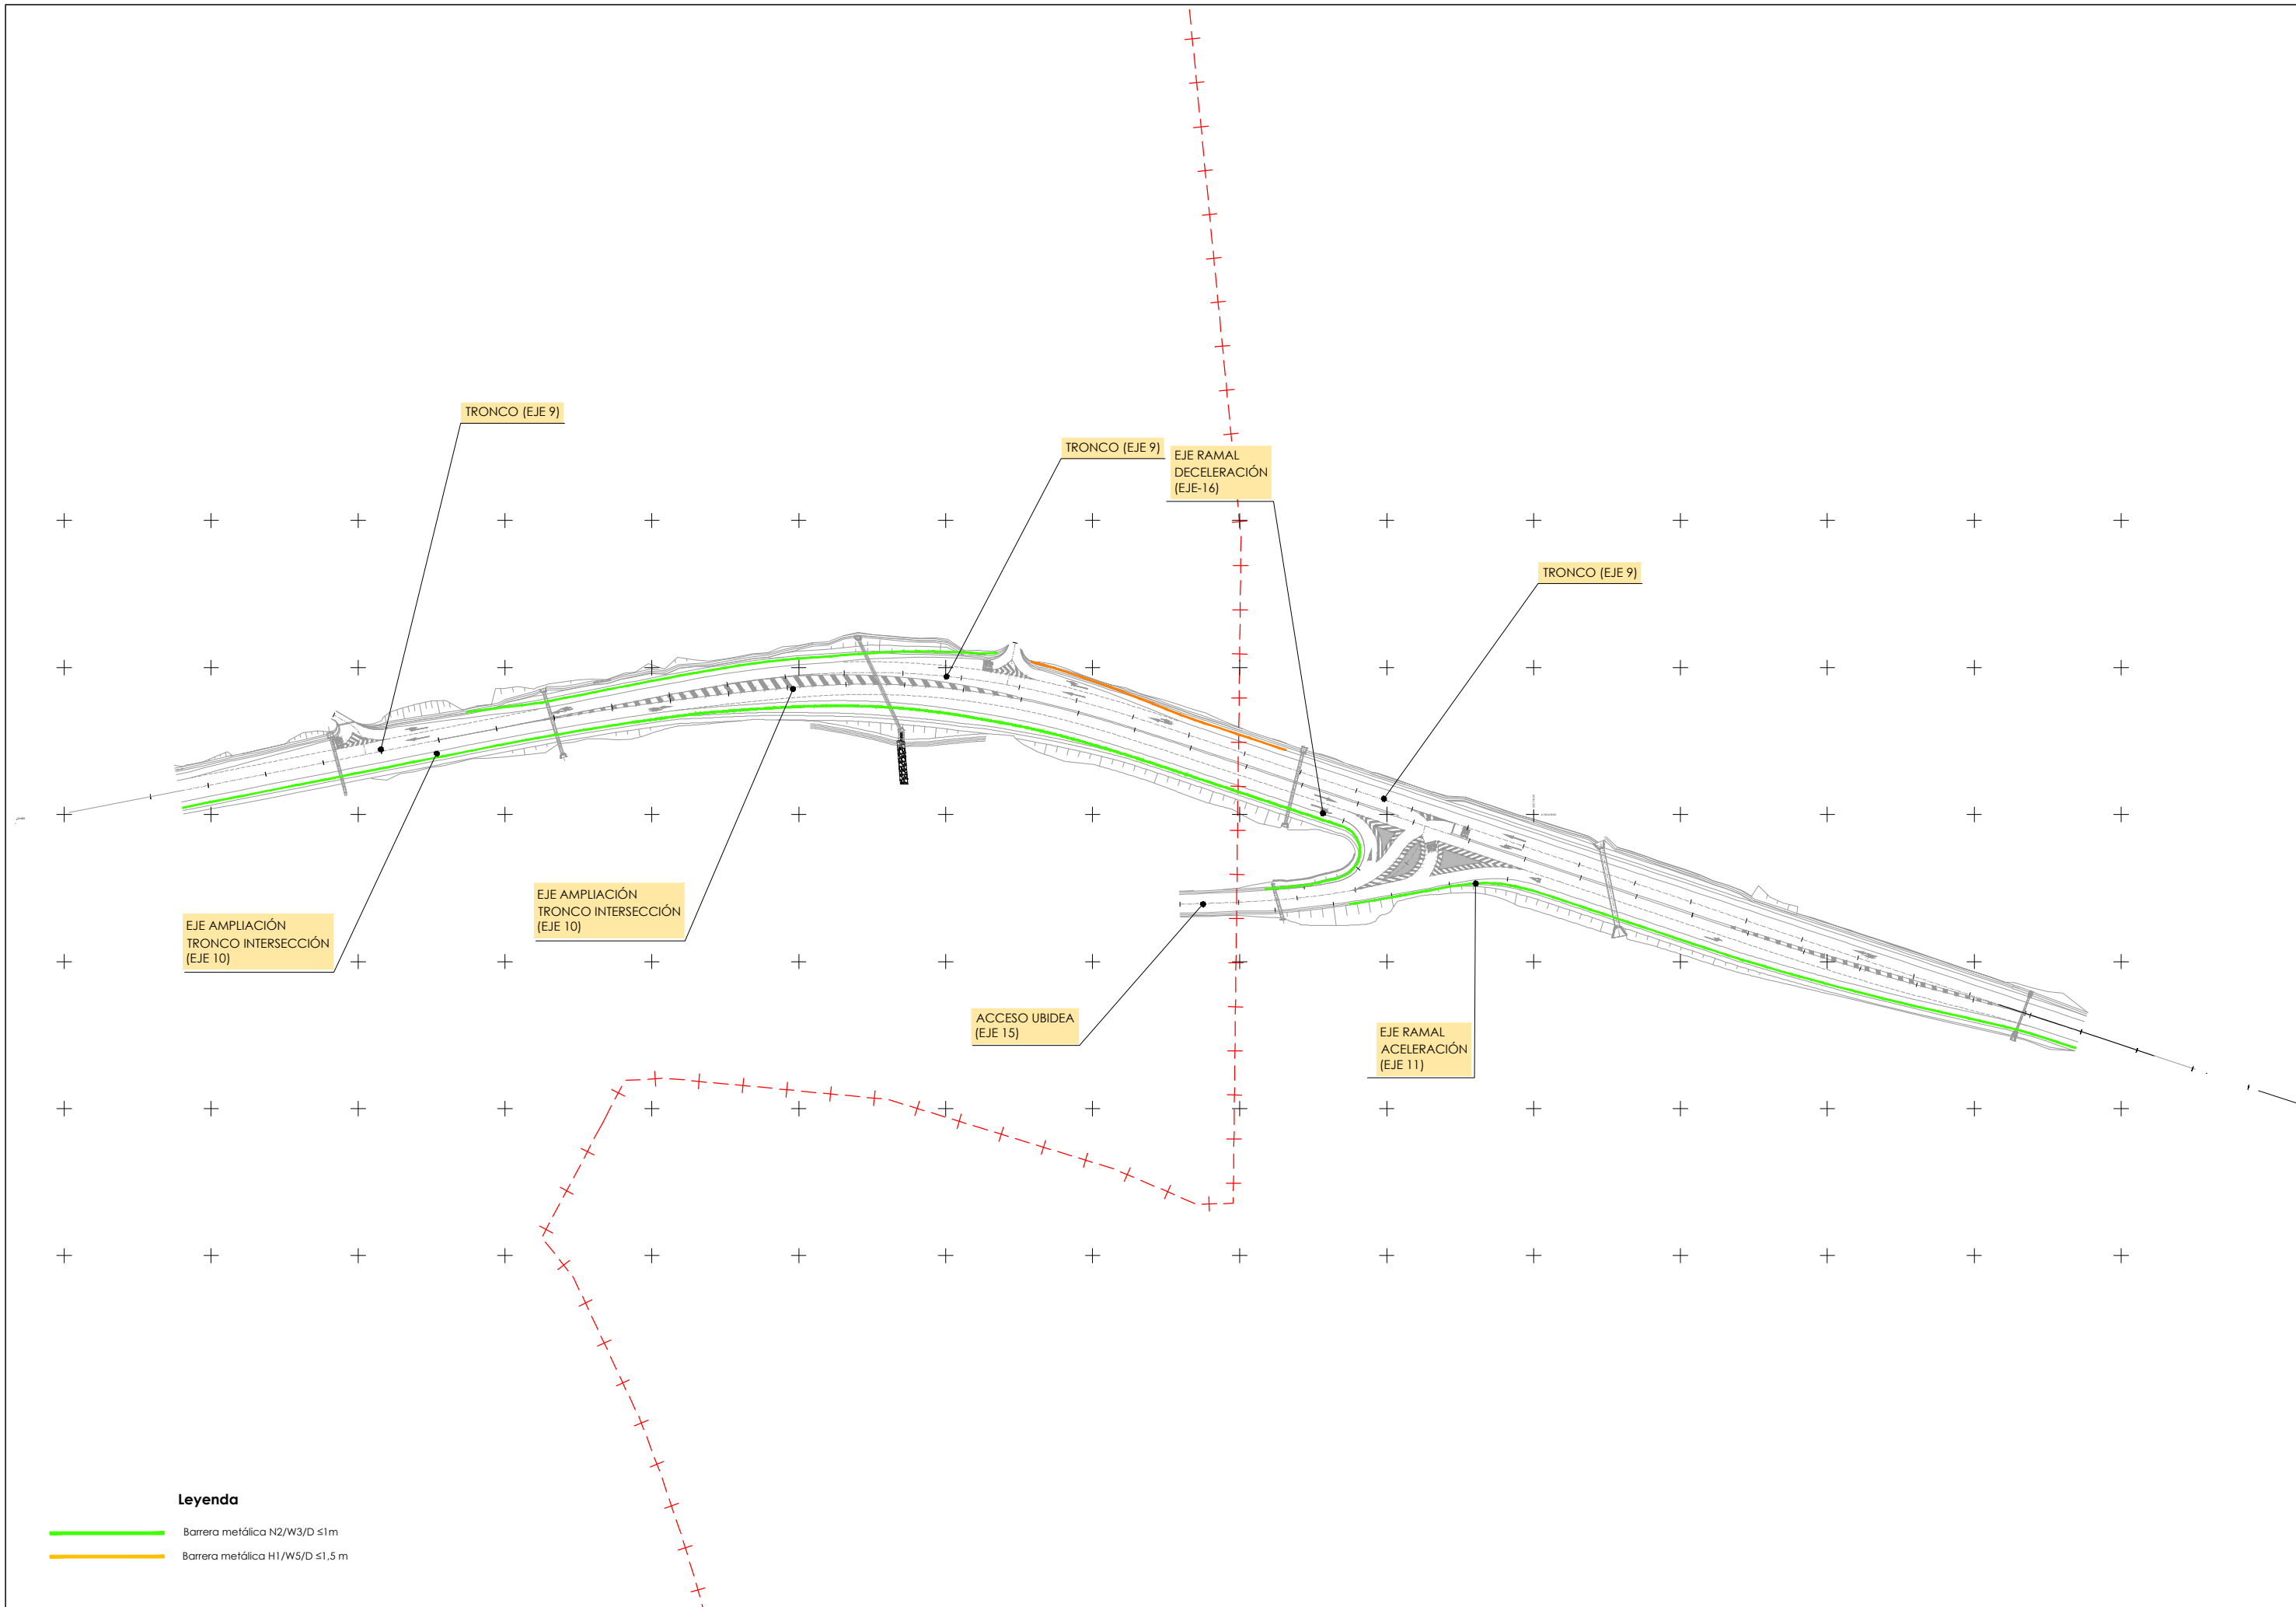 TRONCO (EJE 9)
TRONCO (EJE 9)
EJE RAMAL
DECELERACIÓN
(EJE-16)
TRONCO (EJE 9)
EJE AMPLIACIÓN
TRONCO INTERSECCIÓN
(EJE 10)
EJE AMPLIACIÓN
TRONCO INTERSECCIÓN
(EJE 10)
ACCESO UBIDEA
(EJE 15)
EJE RAMAL
ACELERACIÓN
(EJE 11)
Leyenda
Barrera metálica N2/W3/D ≤1m
Barrera metálica H1/W5/D ≤1,5 m